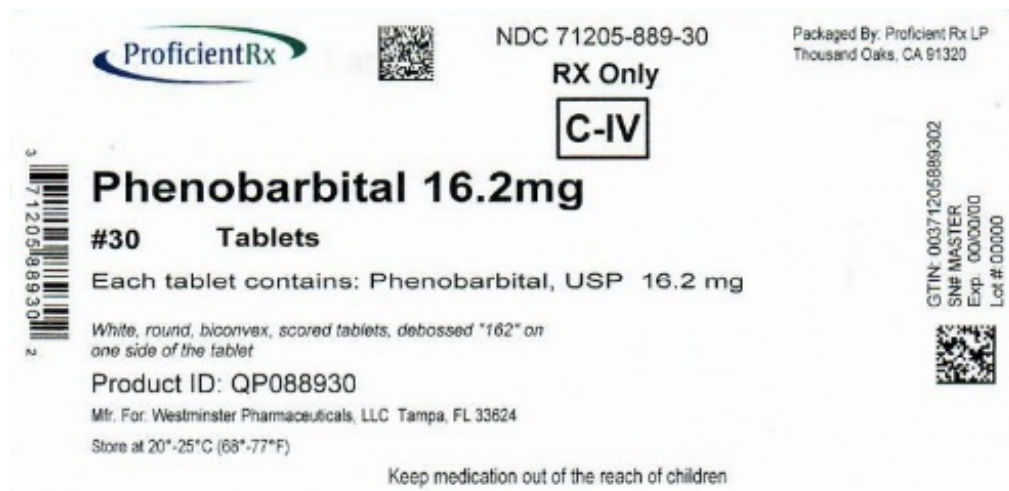 ProficientRx
NDC 71205-889-30
RX Only
C-IV
Packaged By: Proficient Rx LP
Thousand Oaks, CA 91320
Phenobarbital 16.2mg
#30 Tablets
Each tablet contains: Phenobarbital, USP 16.2 mg
White, round, biconvex, scored tablets, debossed "162" on
one side of the tablet
Product ID: QP088930
Mfr. For: Westminster Pharmaceuticals, LLC Tampa, FL 33624
Store at 20°-25°C (68°-77°F)
Keep medication out of the reach of children
3 71205 88930 2
GTIN: 00371205889302
SN# MASTER
Exp. 00/00/00
Lot # 00000